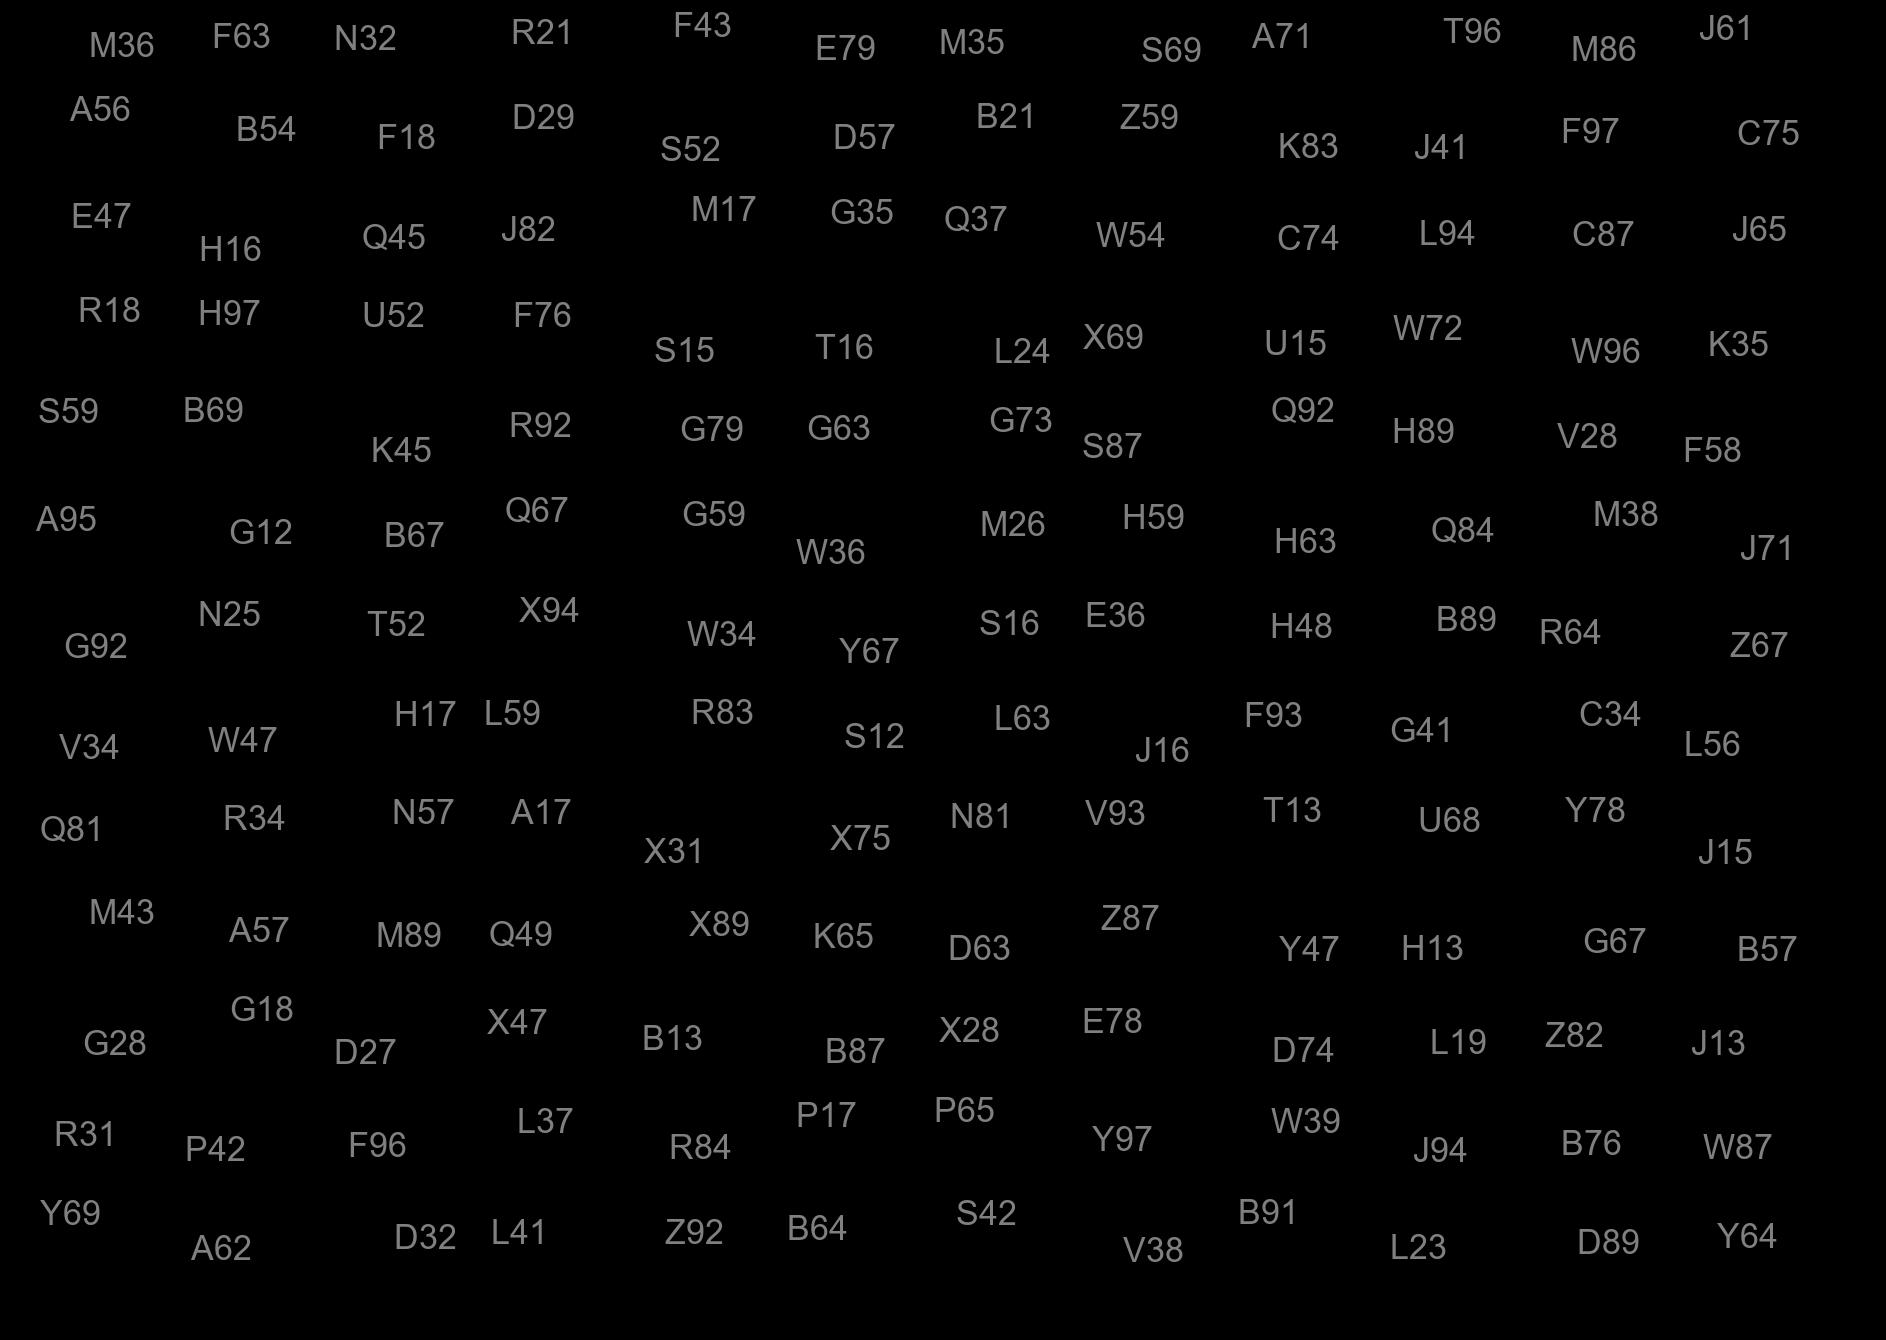 M36 F63 N32 R21 F43 E79 M35 S69 A71 T96 M86 J61
A56 B54 F18 D29 S52 D57 B21 Z59 K83 J41 F97 C75
E47 H16 Q45 J82 M17 G35 Q37 W54 C74 L94 C87 J65
R18 H97 U52 F76 S15 T16 L24 X69 U15 W72 W96 K35
S59 B69 K45 R92 G79 G63 G73 S87 Q92 H89 V28 F58
A95 G12 B67 Q67 G59 W36 M26 H59 H63 Q84 M38 J71
G92 N25 T52 X94 W34 Y67 S16 E36 H48 B89 R64 Z67
V34 W47 H17 L59 R83 S12 L63 J16 F93 G41 C34 L56
Q81 R34 N57 A17 X31 X75 N81 V93 T13 U68 Y78 J15
M43 A57 M89 Q49 X89 K65 D63 Z87 Y47 H13 G67 B57
G28 G18 D27 X47 B13 B87 X28 E78 D74 L19 Z82 J13
R31 P42 F96 L37 R84 P17 P65 Y97 W39 J94 B76 W87
Y69 A62 D32 L41 Z92 B64 S42 V38 B91 L23 D89 Y64